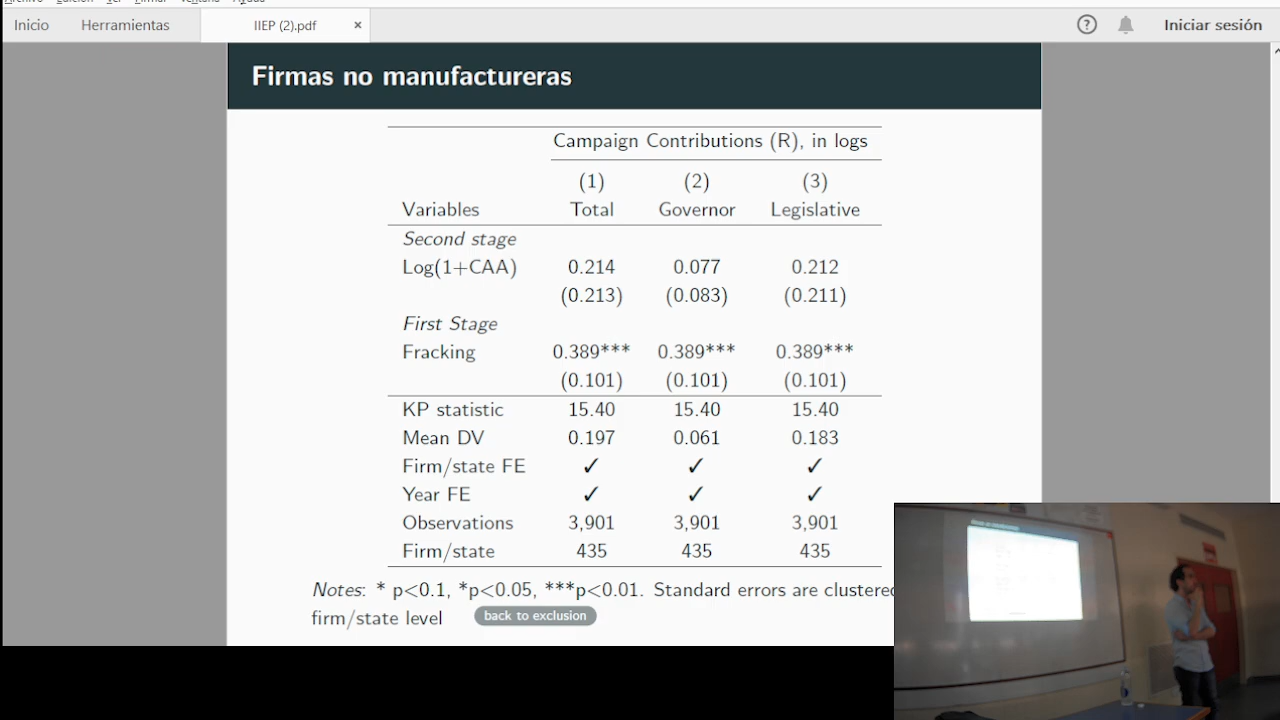 Inicio Herramientas IIEP (2).pdf × ? Iniciar sesión
Firmas no manufactureras
Campaign Contributions (R), in logs
(1) (2) (3)
Variables Total Governor Legislative
Second stage
Log(1+CAA) 0.214 0.077 0.212
(0.213) (0.083) (0.211)
First Stage
Fracking 0.389*** 0.389*** 0.389***
(0.101) (0.101) (0.101)
KP statistic 15.40 15.40 15.40
Mean DV 0.197 0.061 0.183
Firm/state FE ✓ ✓ ✓
Year FE ✓ ✓ ✓
Observations 3,901 3,901 3,901
Firm/state 435 435 435
Notes: * p<0.1, *p<0.05, ***p<0.01. Standard errors are clustered
firm/state level back to exclusion